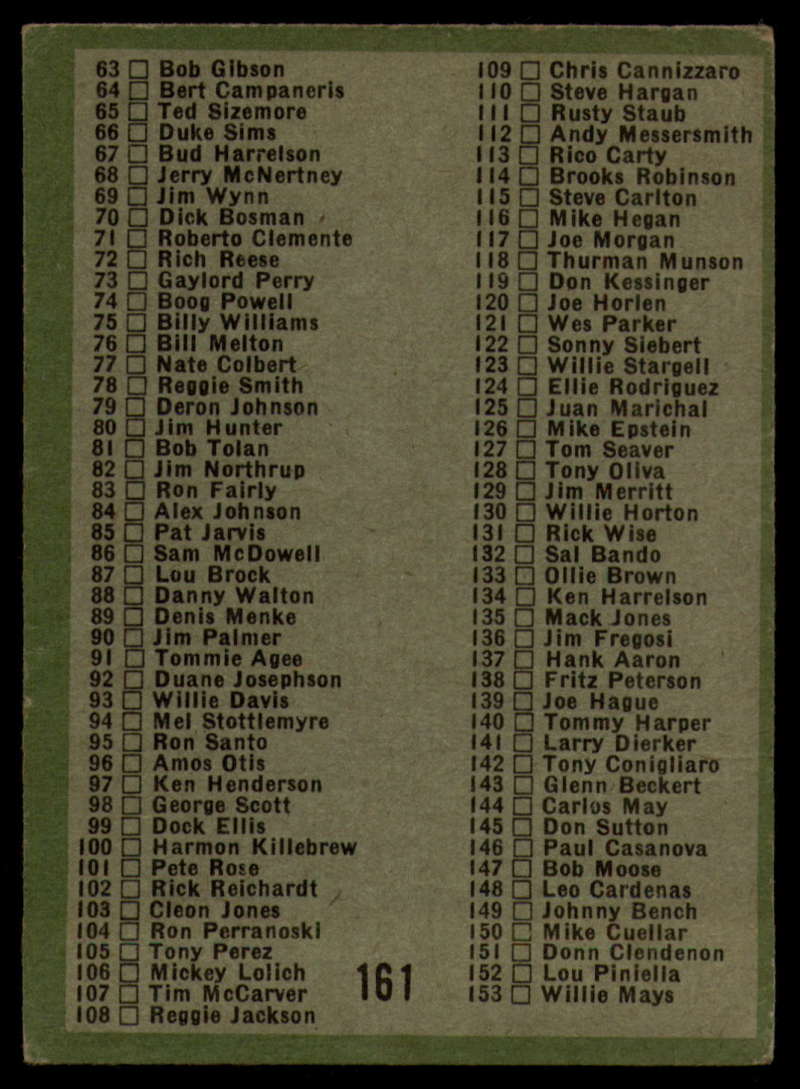 63 □ Bob Gibson
64 □ Bert Campaneris
65 □ Ted Sizemore
66 □ Duke Sims
67 □ Bud Harrelson
68 □ Jerry McNertney
69 □ Jim Wynn
70 □ Dick Bosman
71 □ Roberto Clemente
72 □ Rich Reese
73 □ Gaylord Perry
74 □ Boog Powell
75 □ Billy Williams
76 □ Bill Melton
77 □ Nate Colbert
78 □ Reggie Smith
79 □ Deron Johnson
80 □ Jim Hunter
81 □ Bob Tolan
82 □ Jim Northrup
83 □ Ron Fairly
84 □ Alex Johnson
85 □ Pat Jarvis
86 □ Sam McDowell
87 □ Lou Brock
88 □ Danny Walton
89 □ Denis Menke
90 □ Jim Palmer
91 □ Tommie Agee
92 □ Duane Josephson
93 □ Willie Davis
94 □ Mel Stottlemyre
95 □ Ron Santo
96 □ Amos Otis
97 □ Ken Henderson
98 □ George Scott
99 □ Dock Ellis
100 □ Harmon Killebrew
101 □ Pete Rose
102 □ Rick Reichardt
103 □ Cleon Jones
104 □ Ron Perranoski
105 □ Tony Perez
106 □ Mickey Lolich
107 □ Tim McCarver
108 □ Reggie Jackson
161
109 □ Chris Cannizzaro
110 □ Steve Hargan
111 □ Rusty Staub
112 □ Andy Messersmith
113 □ Rico Carty
114 □ Brooks Robinson
115 □ Steve Carlton
116 □ Mike Hegan
117 □ Joe Morgan
118 □ Thurman Munson
119 □ Don Kessinger
120 □ Joe Horlen
121 □ Wes Parker
122 □ Sonny Siebert
123 □ Willie Stargell
124 □ Ellie Rodriguez
125 □ Juan Marichal
126 □ Mike Epstein
127 □ Tom Seaver
128 □ Tony Oliva
129 □ Jim Merritt
130 □ Willie Horton
131 □ Rick Wise
132 □ Sal Bando
133 □ Ollie Brown
134 □ Ken Harrelson
135 □ Mack Jones
136 □ Jim Fregosi
137 □ Hank Aaron
138 □ Fritz Peterson
139 □ Joe Hague
140 □ Tommy Harper
141 □ Larry Dierker
142 □ Tony Conigliaro
143 □ Glenn Beckert
144 □ Carlos May
145 □ Don Sutton
146 □ Paul Casanova
147 □ Bob Moose
148 □ Leo Cardenas
149 □ Johnny Bench
150 □ Mike Cuellar
151 □ Donn Clendenon
152 □ Lou Piniella
153 □ Willie Mays